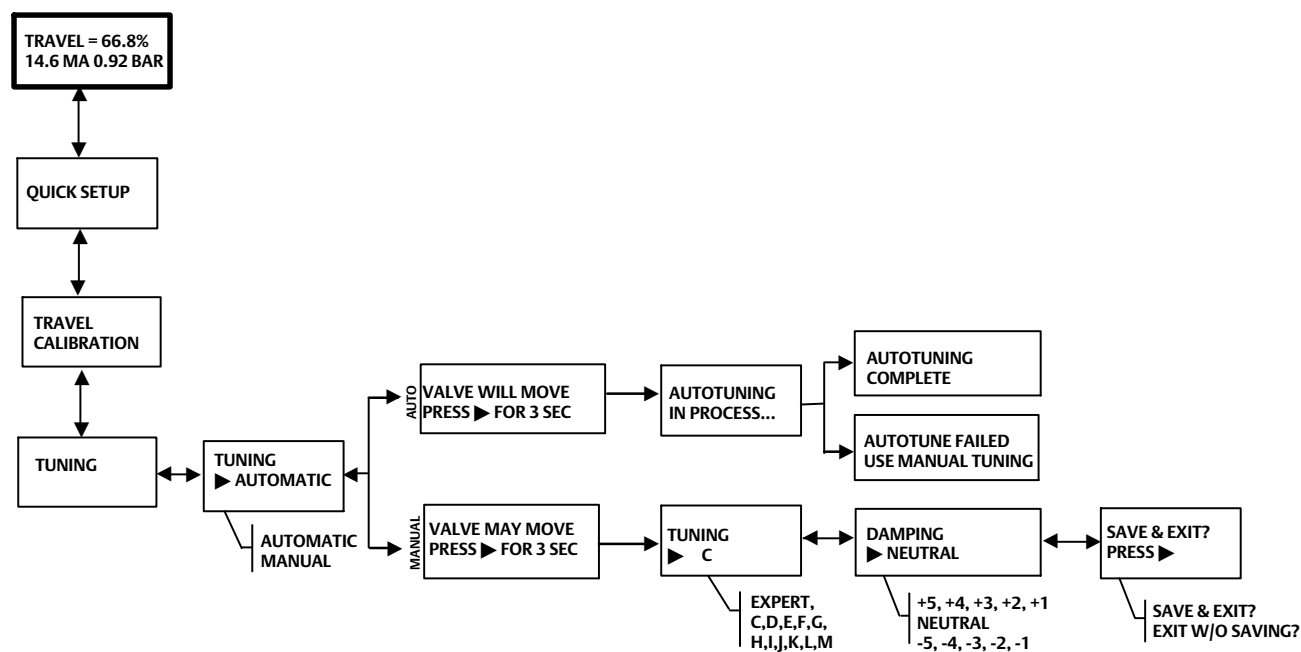 TRAVEL = 66.8%
14.6 MA 0.92 BAR
QUICK SETUP
TRAVEL
CALIBRATION
TUNING
TUNING
▶ AUTOMATIC
AUTOMATIC
MANUAL
AUTO
VALVE WILL MOVE
PRESS ▶ FOR 3 SEC
AUTOTUNING
IN PROCESS...
AUTOTUNING
COMPLETE
AUTOTUNE FAILED
USE MANUAL TUNING
MANUAL
VALVE MAY MOVE
PRESS ▶ FOR 3 SEC
TUNING
▶ C
EXPERT,
C,D,E,F,G,
H,I,J,K,L,M
DAMPING
▶ NEUTRAL
+5, +4, +3, +2, +1
NEUTRAL
-5, -4, -3, -2, -1
SAVE & EXIT?
PRESS ▶
SAVE & EXIT?
EXIT W/O SAVING?